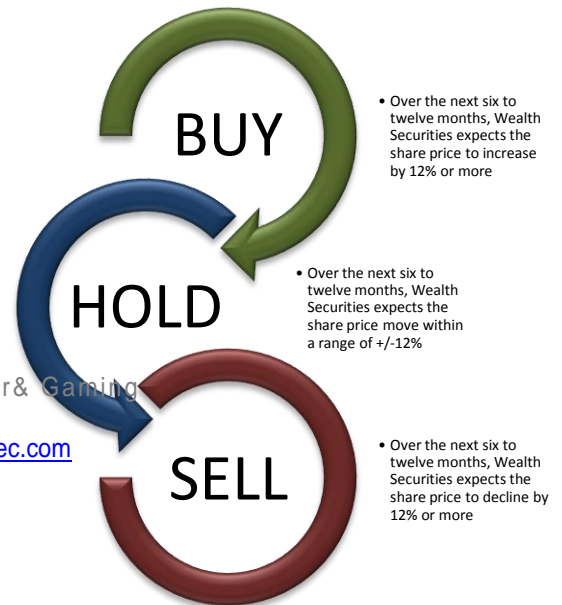 BUY
• Over the next six to
twelve months, Wealth
Securities expects the
share price to increase
by 12% or more
HOLD
• Over the next six to
twelve months, Wealth
Securities expects the
share price move within
a range of +/-12%
r& Gaming
ec.com
SELL
• Over the next six to
twelve months, Wealth
Securities expects the
share price to decline by
12% or more